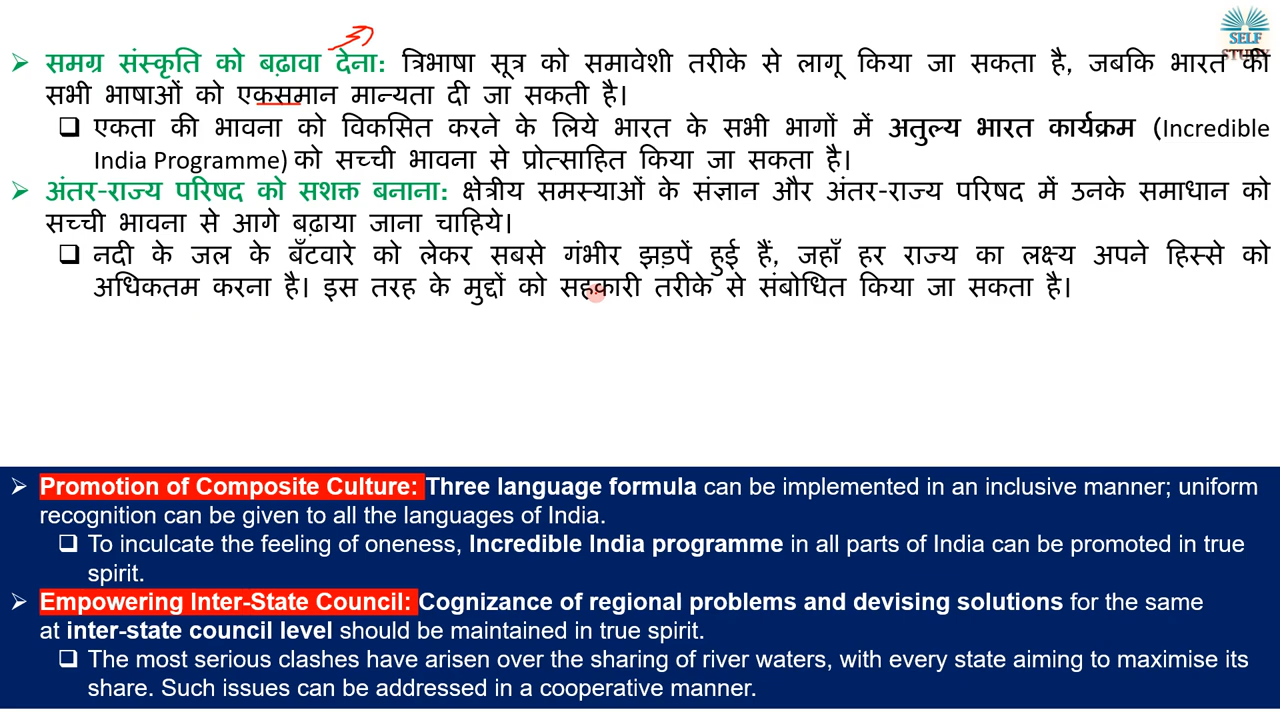 SELF
STUDY
➢ समग्र संस्कृति को बढ़ावा देना: त्रिभाषा सूत्र को समावेशी तरीके से लागू किया जा सकता है, जबकि भारत की
सभी भाषाओं को एकसमान मान्यता दी जा सकती है।
❑ एकता की भावना को विकसित करने के लिये भारत के सभी भागों में अतुल्य भारत कार्यक्रम (Incredible
India Programme) को सच्ची भावना से प्रोत्साहित किया जा सकता है।
➢ अंतर-राज्य परिषद को सशक्त बनाना: क्षेत्रीय समस्याओं के संज्ञान और अंतर-राज्य परिषद में उनके समाधान को
सच्ची भावना से आगे बढ़ाया जाना चाहिये।
❑ नदी के जल के बँटवारे को लेकर सबसे गंभीर झड़पें हुई हैं, जहाँ हर राज्य का लक्ष्य अपने हिस्से को
अधिकतम करना है। इस तरह के मुद्दों को सहकारी तरीके से संबोधित किया जा सकता है।
➢ Promotion of Composite Culture: Three language formula can be implemented in an inclusive manner; uniform
recognition can be given to all the languages of India.
❑ To inculcate the feeling of oneness, Incredible India programme in all parts of India can be promoted in true
spirit.
➢ Empowering Inter-State Council: Cognizance of regional problems and devising solutions for the same
at inter-state council level should be maintained in true spirit.
❑ The most serious clashes have arisen over the sharing of river waters, with every state aiming to maximise its
share. Such issues can be addressed in a cooperative manner.